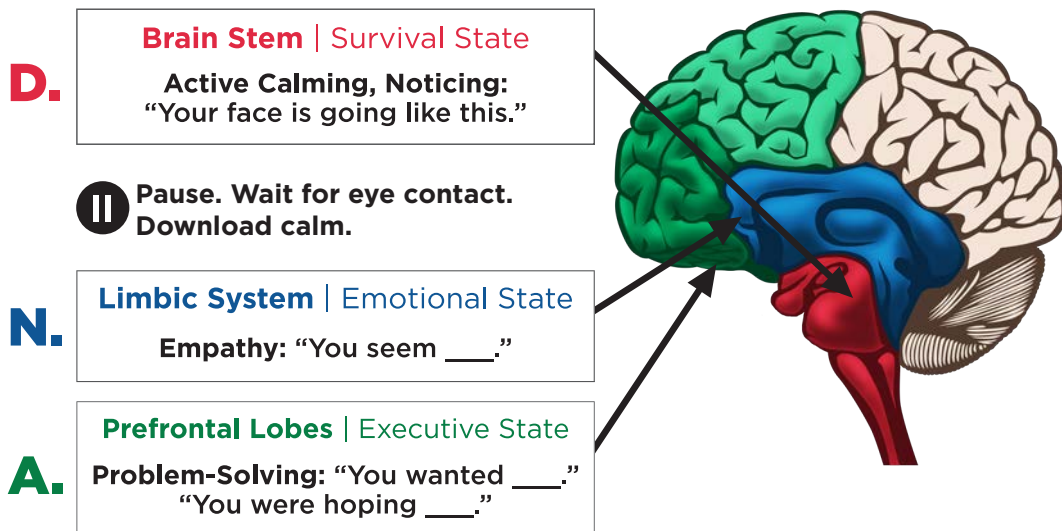 D.
Brain Stem | Survival State
Active Calming, Noticing:
“Your face is going like this.”
Pause. Wait for eye contact.
Download calm.
N.
Limbic System | Emotional State
Empathy: “You seem ___.”
A.
Prefrontal Lobes | Executive State
Problem-Solving: “You wanted ___.”
“You were hoping ___.”